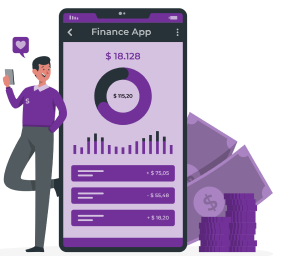 Finance App
$ 18.128
$ 115,20
+ $ 75,05
- $ 55,48
+ $ 18,20
$
$